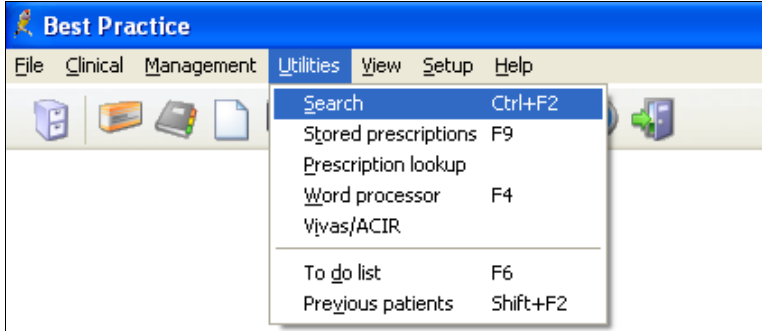 Best Practice
File Clinical Management Utilities View Setup Help
Search Ctrl+F2
Stored prescriptions F9
Prescription lookup
Word processor F4
Vivas/ACIR
To do list F6
Previous patients Shift+F2